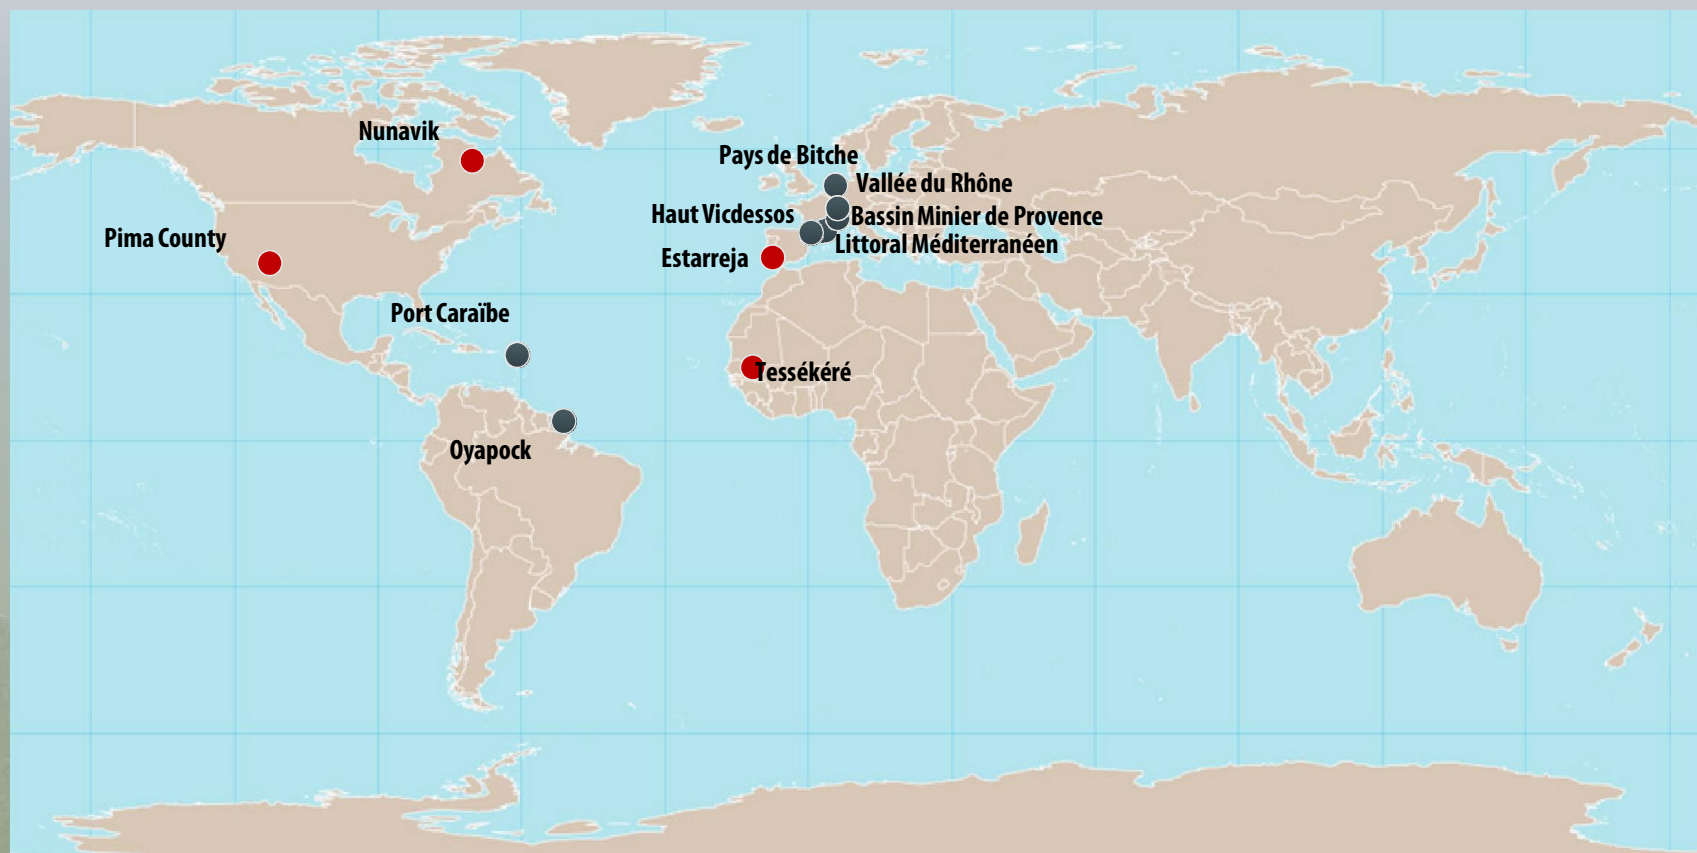 Nunavik
Pays de Bitche
Vallée du Rhône
Haut Vicdessos
Bassin Minier de Provence
Pima County
Littoral Méditerranéen
Estarreja
Port Caraïbe
Tessékéré
Oyapock